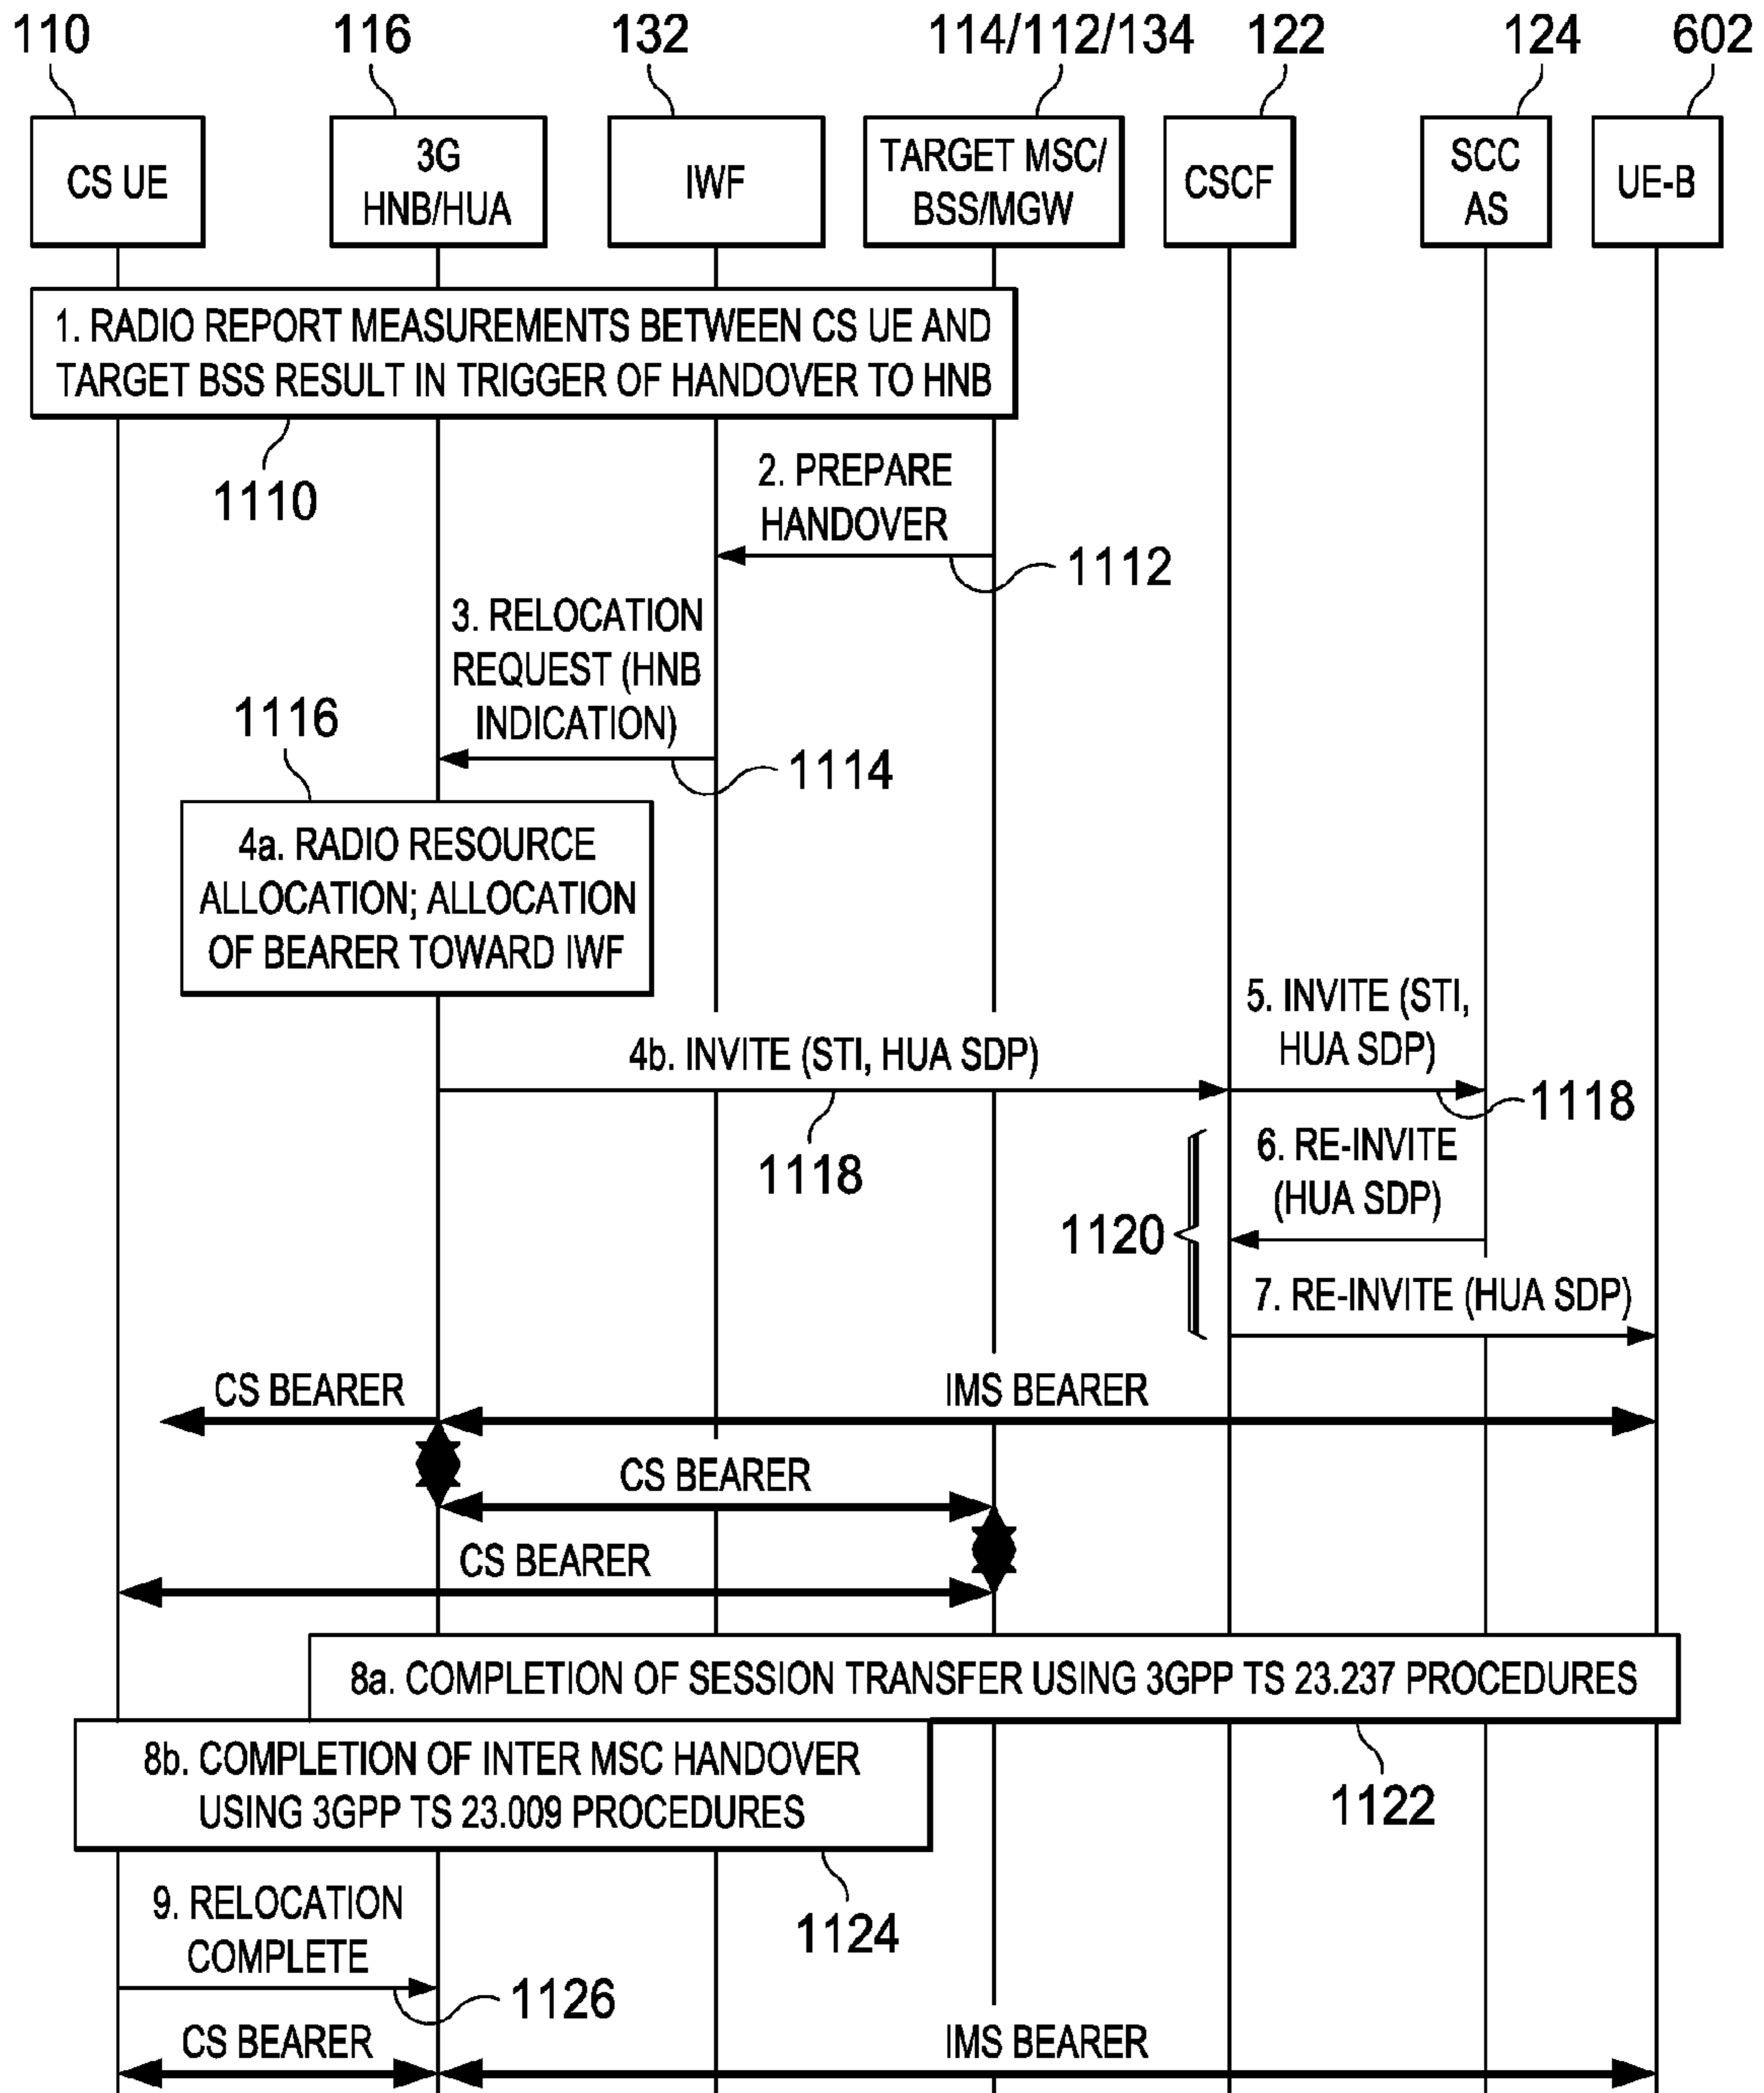 110
116
132
114/112/134
122
124
602
CS UE
3G
HNB/HUA
IWF
TARGET MSC/
BSS/MGW
CSCF
SCC
AS
UE-B
1. RADIO REPORT MEASUREMENTS BETWEEN CS UE AND
TARGET BSS RESULT IN TRIGGER OF HANDOVER TO HNB
1110
2. PREPARE
HANDOVER
1112
3. RELOCATION
REQUEST (HNB
INDICATION)
1114
1116
4a. RADIO RESOURCE
ALLOCATION; ALLOCATION
OF BEARER TOWARD IWF
4b. INVITE (STI, HUA SDP)
1118
5. INVITE (STI,
HUA SDP)
1118
6. RE-INVITE
(HUA SDP)
1120
7. RE-INVITE (HUA SDP)
CS BEARER
IMS BEARER
CS BEARER
CS BEARER
8a. COMPLETION OF SESSION TRANSFER USING 3GPP TS 23.237 PROCEDURES
1122
8b. COMPLETION OF INTER MSC HANDOVER
USING 3GPP TS 23.009 PROCEDURES
1124
9. RELOCATION
COMPLETE
1126
CS BEARER
IMS BEARER